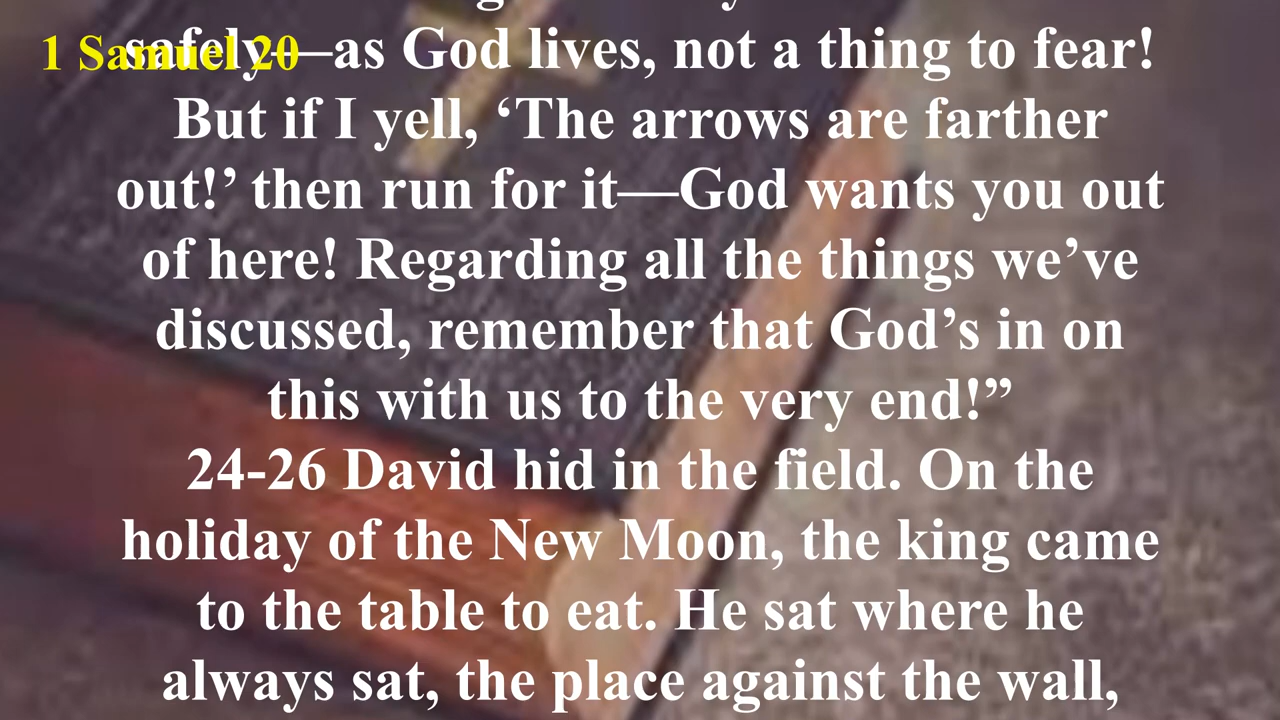 1 Samuel 20
safely—as God lives, not a thing to fear!
But if I yell, ‘The arrows are farther
out!’ then run for it—God wants you out
of here! Regarding all the things we’ve
discussed, remember that God’s in on
this with us to the very end!”
24-26 David hid in the field. On the
holiday of the New Moon, the king came
to the table to eat. He sat where he
always sat, the place against the wall,